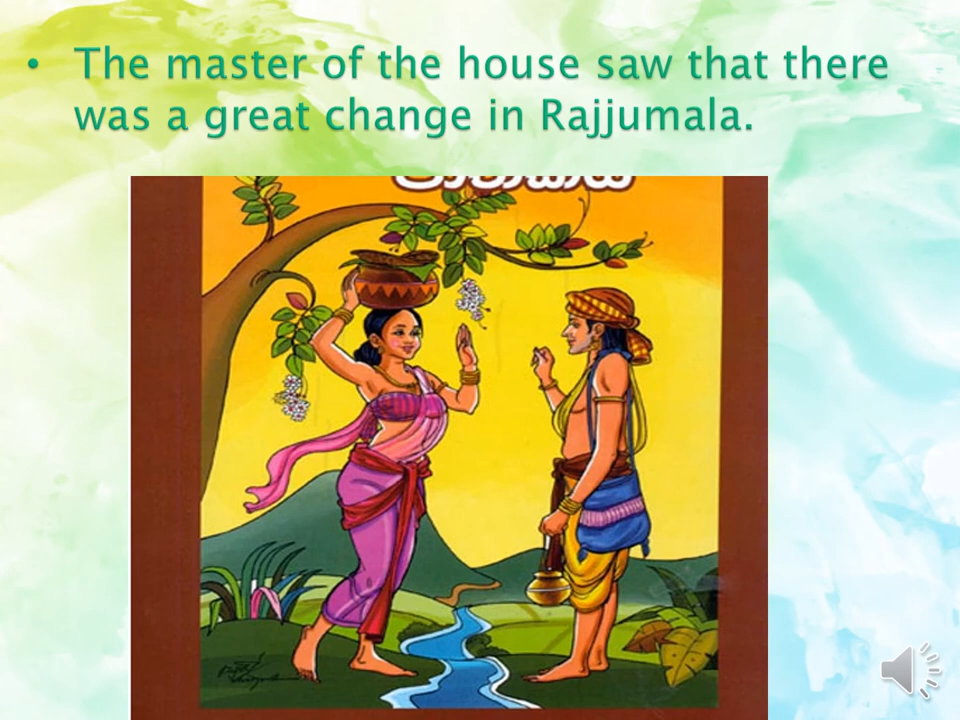 • The master of the house saw that there
was a great change in Rajjumala.